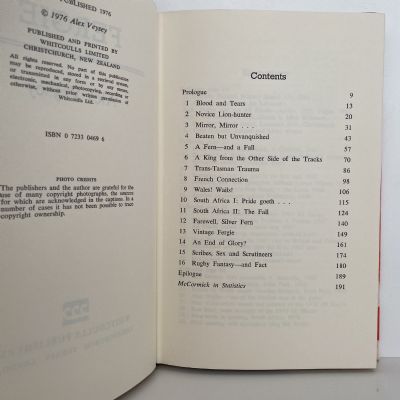 PUBLISHED 1976
© 1976 Alex Veysey
PUBLISHED AND PRINTED BY
WHITCOULLS LIMITED
CHRISTCHURCH, NEW ZEALAND
All rights reserved. No part of this publication
may be reproduced, stored in a retrieval system,
or transmitted in any form or by any means,
electronic, mechanical, photocopying, recording or
otherwise, without prior written permission of
Whitcoulls Ltd.
ISBN 0 7233 0469 6
PHOTO CREDITS
The publishers and the author are grateful for the
use of many copyright photographs, the sources
for which are acknowledged in the captions. In a
number of cases it has not been possible to trace
copyright ownership.
Contents
Prologue 9
1 Blood and Tears 13
2 Novice Lion-hunter 20
3 Mirror, Mirror . . . 31
4 Beaten but Unvanquished 43
5 A Fern—and a Fall 57
6 A King from the Other Side of the Tracks 70
7 Trans-Tasman Trauma 86
8 French Connection 98
9 Wales! Wails! 106
10 South Africa I: Pride goeth . . . 115
11 South Africa II: The Fall 124
12 Farewell, Silver Fern 140
13 Vintage Fergie 149
14 An End of Glory? 161
15 Scribes, Sex and Scrutineers 174
16 Rugby Fantasy—and Fact 180
Epilogue 189
McCormick in Statistics 191